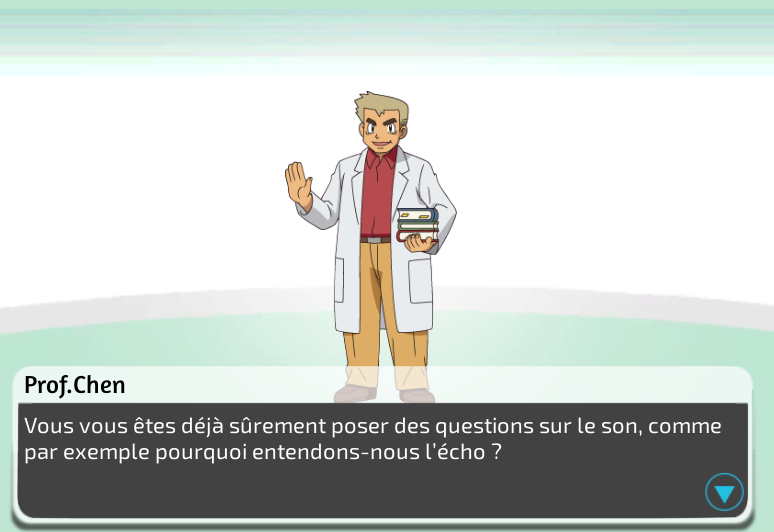 Prof.Chen
Vous vous êtes déjà sûrement poser des questions sur le son, comme
par exemple pourquoi entendons-nous l'écho ?